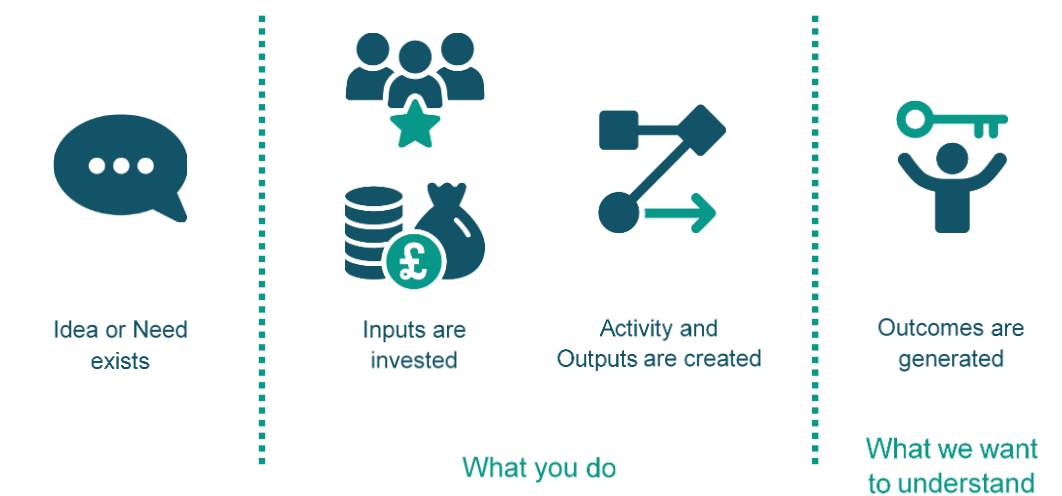 £
Idea or Need
exists
Inputs are
invested
Activity and
Outputs are created
Outcomes are
generated
What you do
What we want
to understand